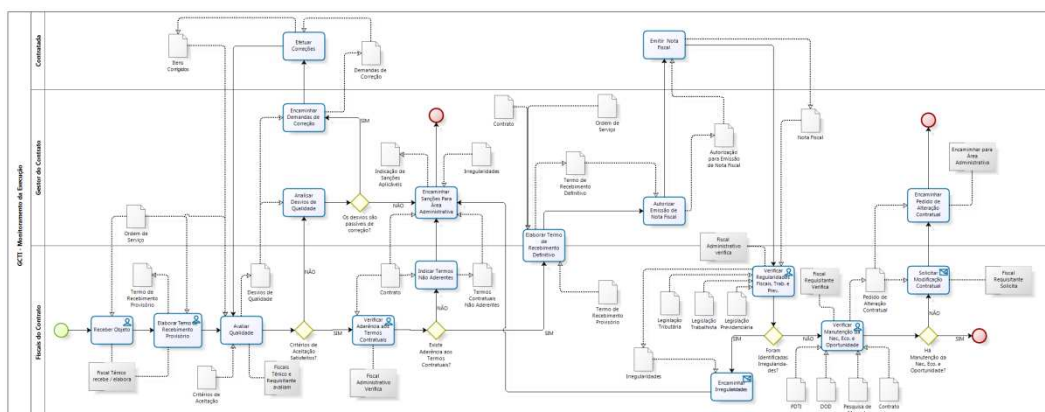 GCTI - Monitoramento da Execução
Contratada
Gestor do Contrato
Fiscais do Contrato
Itens
Corrigidos
Efetuar
Correções
Demandas de
Correção
Emitir Nota
Fiscal
Encaminhar
Demandas de
Correção
SIM
Contrato
Ordem de
Serviço
Autorização
para Emissão
de Nota Fiscal
Nota Fiscal
Encaminhar para
Área
Administrativa
Indicação de
Sanções
Aplicáveis
Irregularidades
Termo de
Recebimento
Definitivo
Analisar
Desvios de
Qualidade
Os desvios são
passíveis de
correção?
NÃO
Encaminhar
Sanções Para
Área
Administrativa
Autorizar
Emissão de
Nota Fiscal
Encaminhar
Pedido de
Alteração
Contratual
Ordem de
Serviço
Elaborar Termo
de
Recebimento
Definitivo
Fiscal
Administrativo
verifica
Termo de
Recebimento
Provisório
Desvios de
Qualidade
NÃO
Contrato
Indicar Termos
Não Aderentes
Termos
Contratuais
Não Aderentes
Verificar
Regularidades
Fiscais, Trab. e
Prev.
Fiscal
Requisitante
Verifica
Pedido de
Alteração
Contratual
Solicitar
Modificação
Contratual
Fiscal
Requisitante
Solicita
Termo de
Recebimento
Provisório
Legislação
Tributária
Legislação
Trabalhista
Legislação
Previdenciária
Receber Objeto
Elaborar Termo de
Recebimento
Provisório
Avaliar
Qualidade
Critérios de
Aceitação
Satisfeitos?
SIM
Verificar
Aderência aos
Termos
Contratuais
NÃO
Existe
Aderência aos
Termos
Contratuais?
SIM
SIM
Foram
Identificadas
Irregularidades?
NÃO
Verificar
Manutenção da
Nec, Eco. e
Oportunidade
NÃO
Há
Manutenção da
Nec, Eco. e
Oportunidade?
SIM
Fiscal Técnico
recebe / elabora
Critérios de
Aceitação
Fiscais
Técnico e
Requisitante
avaliam
Fiscal
Administrativo
Verifica
Irregularidades
Encaminhar
Irregularidades
PDTI
DOD
Pesquisa de
Contrato